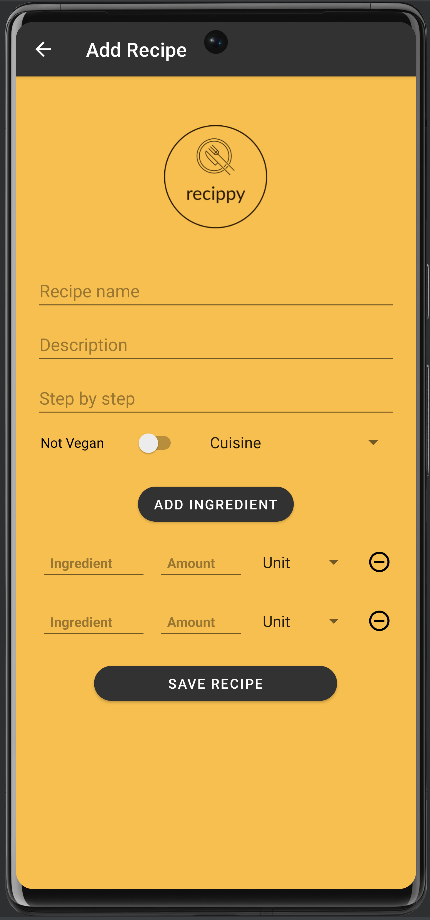 Add Recipe
recippy
Recipe name
Description
Step by step
Not Vegan Cuisine
ADD INGREDIENT
Ingredient Amount Unit
Ingredient Amount Unit
SAVE RECIPE